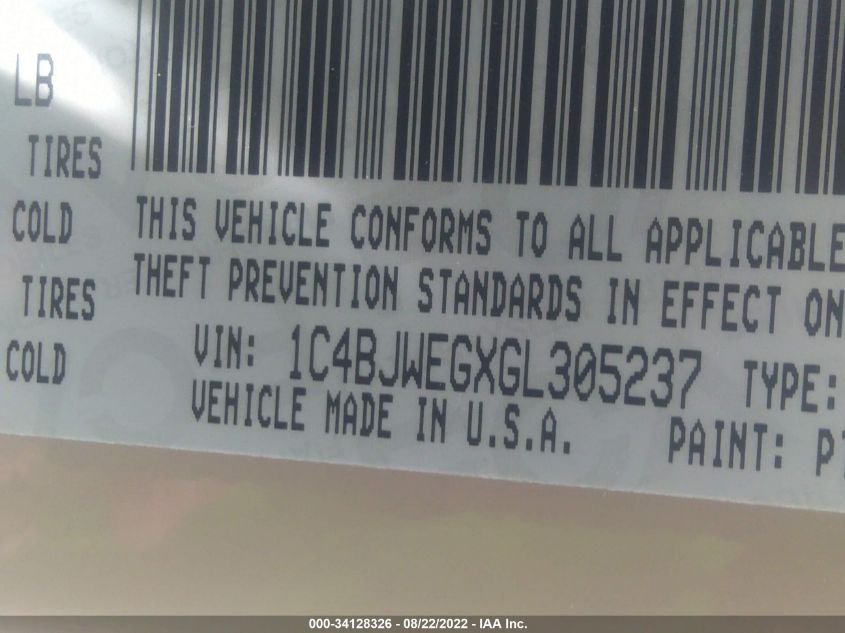 LB
TIRES
COLD
TIRES
COLD
THIS VEHICLE CONFORMS TO ALL APPLICABLE
THEFT PREVENTION STANDARDS IN EFFECT ON
VIN: 1C4BJWEGXGL305237 TYPE:
VEHICLE MADE IN U.S.A. PAINT:
000-34128326 - 08/22/2022 - IAA Inc.